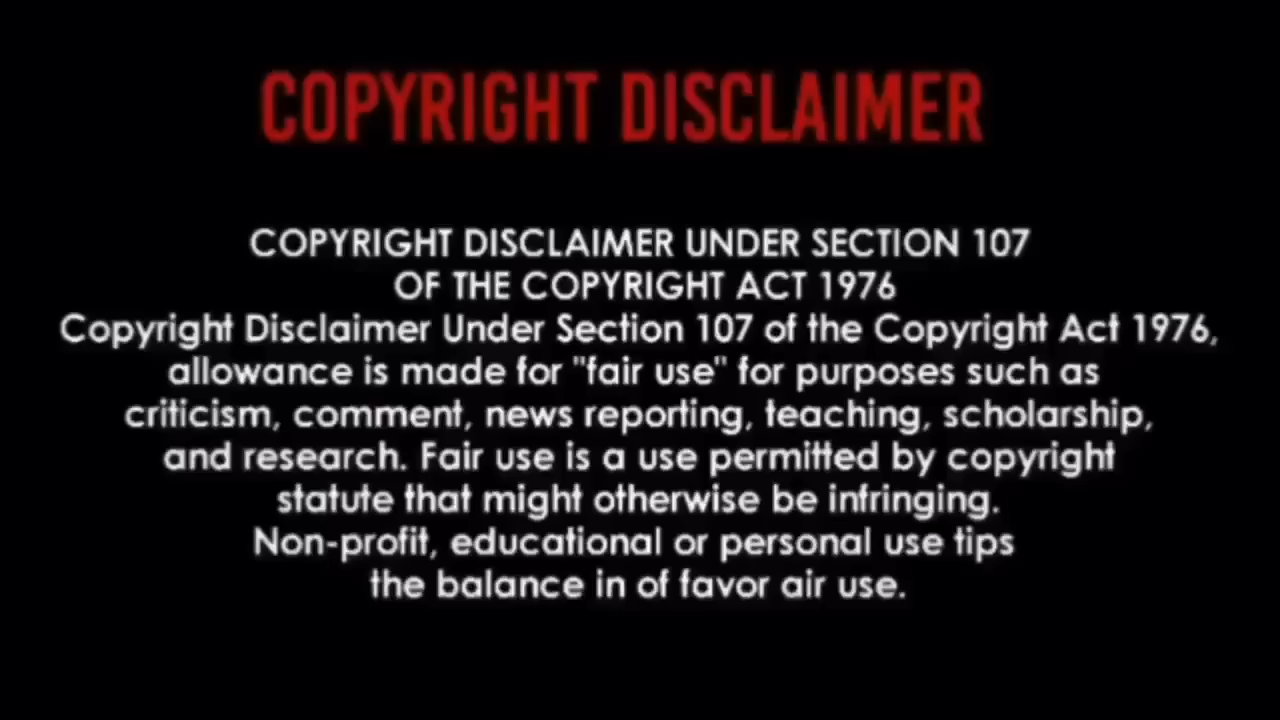 COPYRIGHT DISCLAIMER
COPYRIGHT DISCLAIMER UNDER SECTION 107
OF THE COPYRIGHT ACT 1976
Copyright Disclaimer Under Section 107 of the Copyright Act 1976,
allowance is made for "fair use" for purposes such as
criticism, comment, news reporting, teaching, scholarship,
and research. Fair use is a use permitted by copyright
statute that might otherwise be infringing.
Non-profit, educational or personal use tips
the balance in of favor air use.